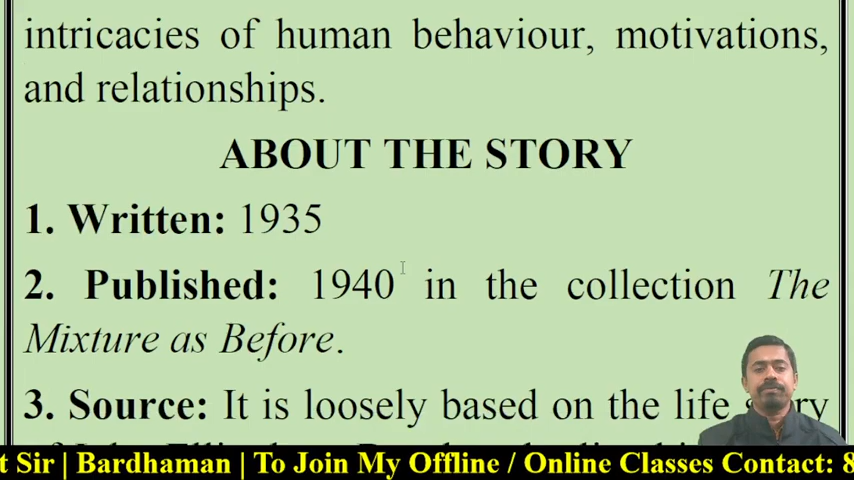 intricacies of human behaviour, motivations,
and relationships.
ABOUT THE STORY
1. Written: 1935
2. Published: 1940 in the collection The
Mixture as Before.
3. Source: It is loosely based on the life story
t Sir | Bardhaman | To Join My Offline / Online Classes Contact: 8